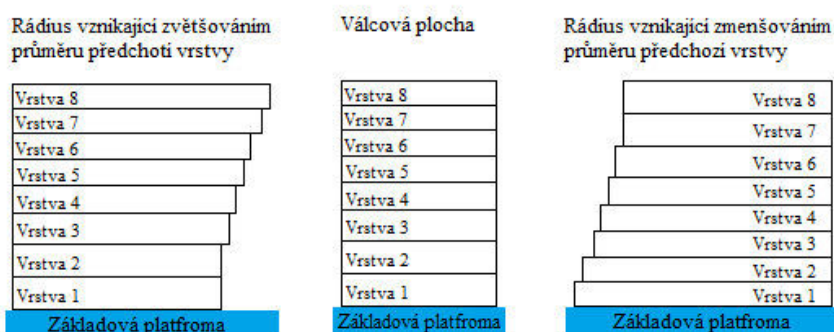 Rádius vznikající zvětšováním
průměru předchoti vrstvy
Vrstva 8
Vrstva 7
Vrstva 6
Vrstva 5
Vrstva 4
Vrstva 3
Vrstva 2
Vrstva 1
Základová platfroma
Válcová plocha
Vrstva 8
Vrstva 7
Vrstva 6
Vrstva 5
Vrstva 4
Vrstva 3
Vrstva 2
Vrstva 1
Základová platfroma
Rádius vznikající zmenšováním
průměru předchozí vrstvy
Vrstva 8
Vrstva 7
Vrstva 6
Vrstva 5
Vrstva 4
Vrstva 3
Vrstva 2
Vrstva 1
Základová platfroma